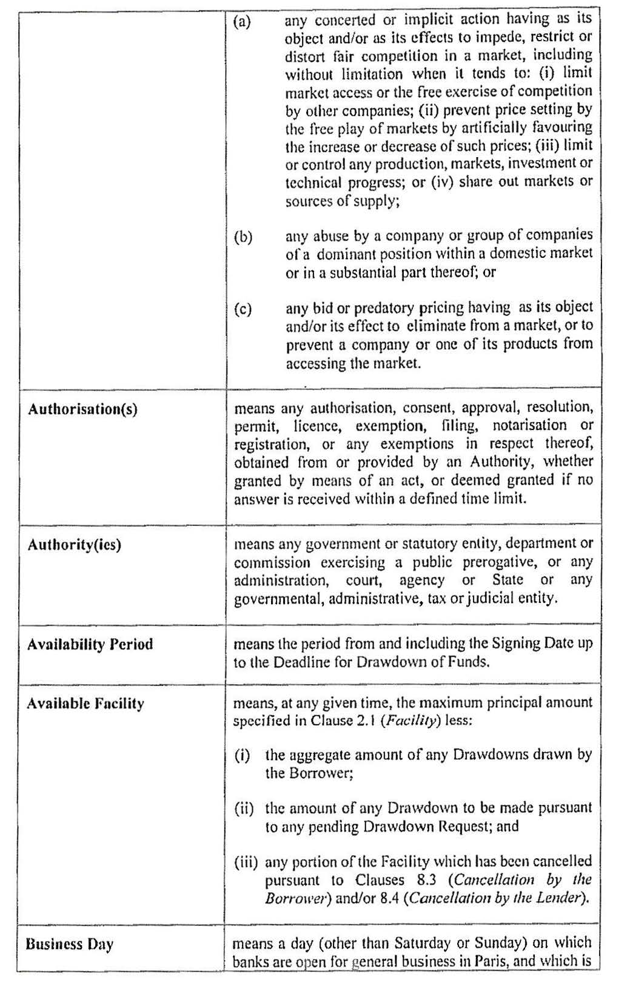 (a) any concerted or implicit action having as its
object and/or as its effects to impede, restrict or
distort fair competition in a market, including
without limitation when it tends to: (i) limit
market access or the free exercise of competition
by other companies; (ii) prevent price setting by
the free play of markets by artificially favouring
the increase or decrease of such prices; (iii) limit
or control any production, markets, investment or
technical progress; or (iv) share out markets or
sources of supply;
(b) any abuse by a company or group of companies
of a dominant position within a domestic market
or in a substantial part thereof; or
(c) any bid or predatory pricing having as its object
and/or its effect to eliminate from a market, or to
prevent a company or one of its products from
accessing the market.
Authorisation(s) means any authorisation, consent, approval, resolution,
permit, licence, exemption, filing, notarisation or
registration, or any exemptions in respect thereof,
obtained from or provided by an Authority, whether
granted by means of an act, or deemed granted if no
answer is received within a defined time limit.
Authority(ies) means any government or statutory entity, department or
commission exercising a public prerogative, or any
administration, court, agency or State or any
governmental, administrative, tax or judicial entity.
Availability Period means the period from and including the Signing Date up
to the Deadline for Drawdown of Funds.
Available Facility means, at any given time, the maximum principal amount
specified in Clause 2.1 (Facility) less:
(i) the aggregate amount of any Drawdowns drawn by
the Borrower;
(ii) the amount of any Drawdown to be made pursuant
to any pending Drawdown Request; and
(iii) any portion of the Facility which has been cancelled
pursuant to Clauses 8.3 (Cancellation by the
Borrower) and/or 8.4 (Cancellation by the Lender).
Business Day means a day (other than Saturday or Sunday) on which
banks are open for general business in Paris, and which is